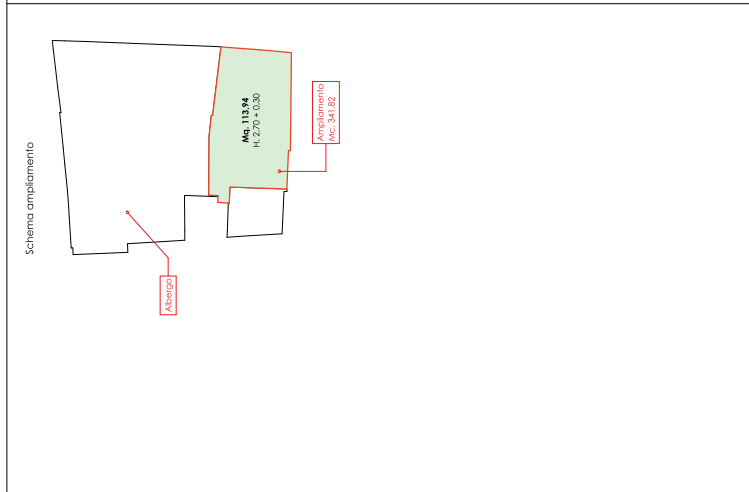 Schema ampliamento
Mq. 113,94
H. 2,70 + 0,30
Ampliamento
Mc. 341,82
Albergo